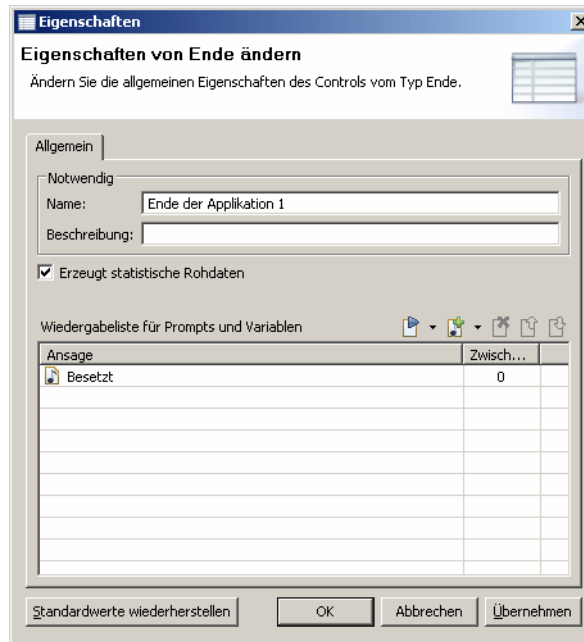 Eigenschaften
Eigenschaften von Ende ändern
Ändern Sie die allgemeinen Eigenschaften des Controls vom Typ Ende.
Allgemein
Notwendig
Name: Ende der Applikation 1
Beschreibung:
Erzeugt statistische Rohdaten
Wiedergabeliste für Prompts und Variablen
Ansage Zwisch...
Besetzt 0
Standardwerte wiederherstellen OK Abbrechen Übernehmen